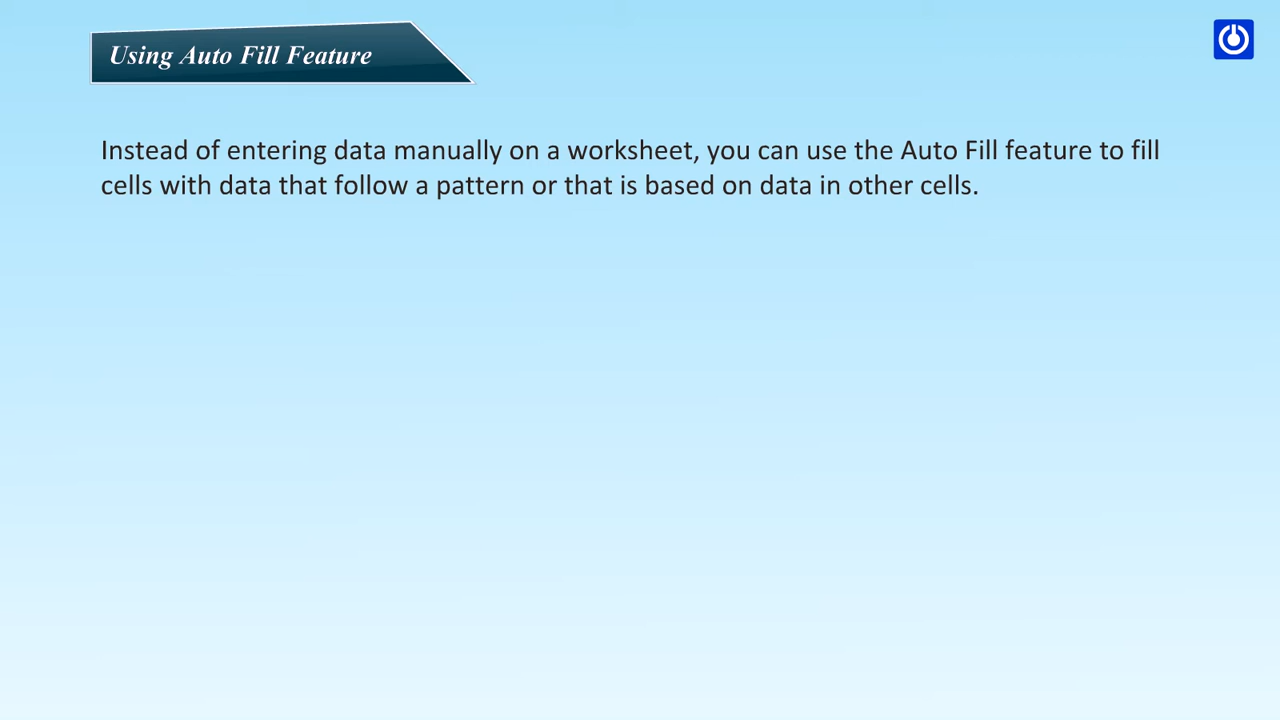 Using Auto Fill Feature
Instead of entering data manually on a worksheet, you can use the Auto Fill feature to fill
cells with data that follow a pattern or that is based on data in other cells.